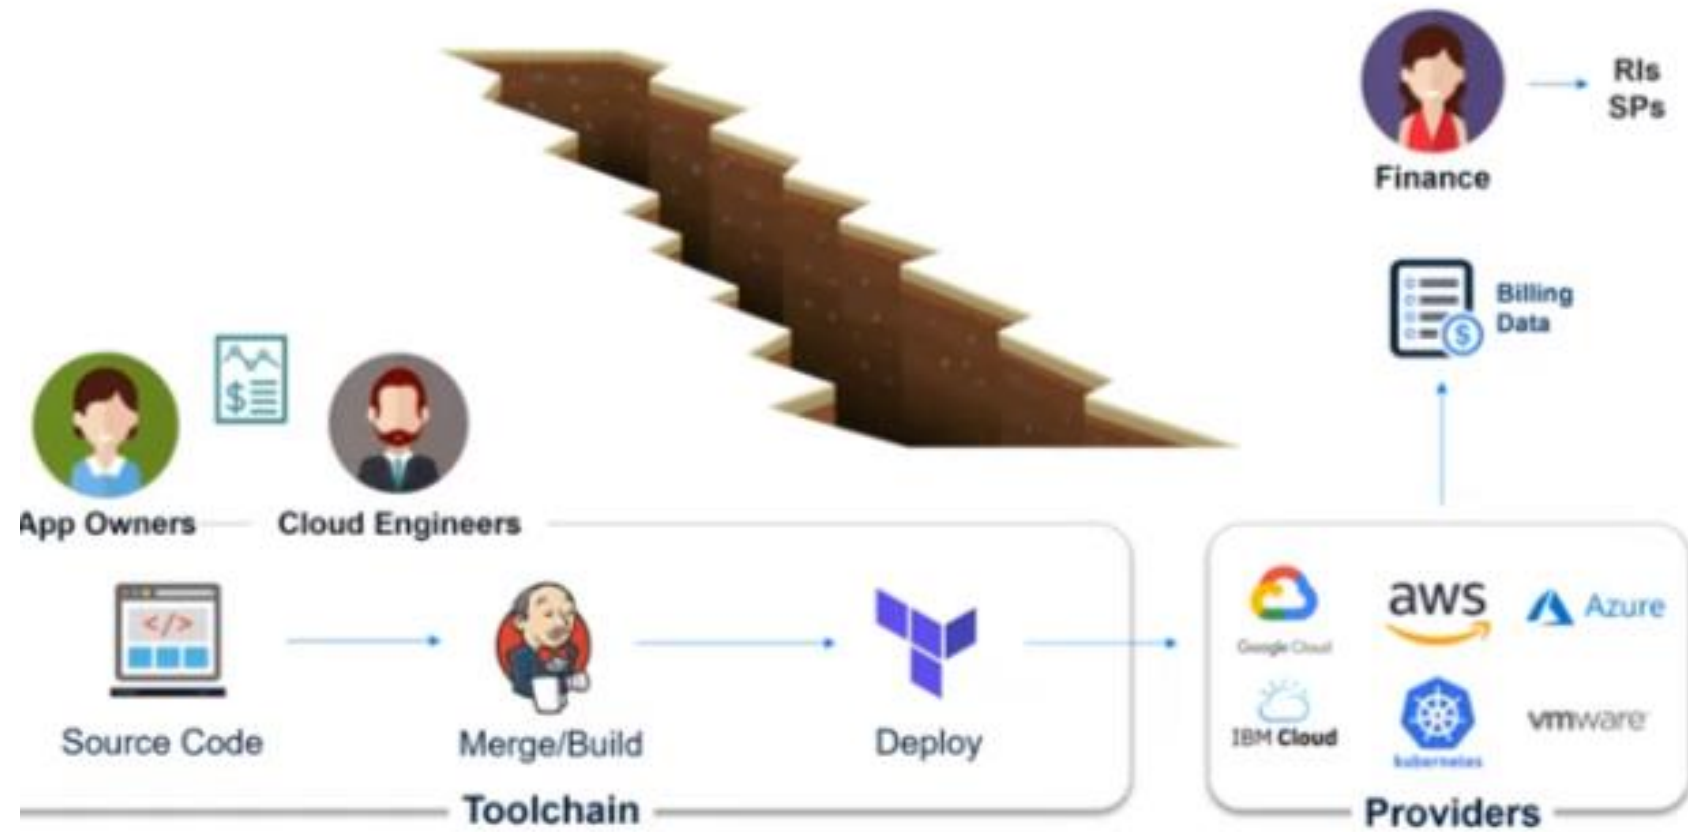 RIs
SPs
Finance
Billing
Data
$
$
App Owners
Cloud Engineers
</>
Source Code
Merge/Build
Deploy
Toolchain
Google Cloud
aws
Azure
IBM Cloud
kubernetes
vmware
Providers